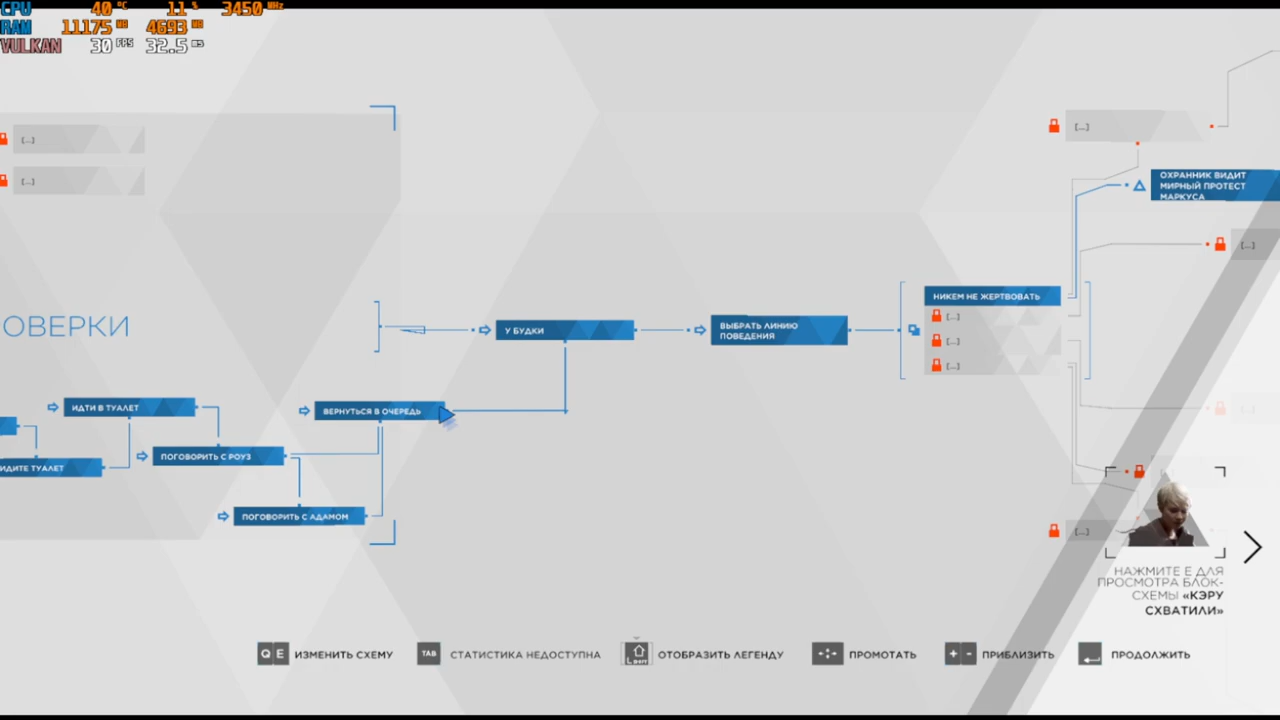 CPU 40 °C 11 % 3450 MHz
RAM 11175 MB 4693 MB
VULKAN 30 FPS 32.5 ms
[...]
[...]
[...]
ОХРАННИК ВИДИТ
МИРНЫЙ ПРОТЕСТ
МАРКУСА
[...]
НИКЕМ НЕ ЖЕРТВОВАТЬ
[...]
[...]
[...]
ОВЕРКИ
У БУДКИ
ВЫБРАТЬ ЛИНИЮ
ПОВЕДЕНИЯ
ИДТИ В ТУАЛЕТ
ВЕРНУТЬСЯ В ОЧЕРЕДЬ
[...]
ПОГОВОРИТЬ С РОУЗ
ИДИТЕ ТУАЛЕТ
ПОГОВОРИТЬ С АДАМОМ
[...]
НАЖМИТЕ E ДЛЯ
ПРОСМОТРА БЛОК-
СХЕМЫ «КЭРУ
СХВАТИЛИ»
Q E ИЗМЕНИТЬ СХЕМУ
TAB СТАТИСТИКА НЕДОСТУПНА
L SHIFT ОТОБРАЗИТЬ ЛЕГЕНДУ
ПРОМОТАТЬ
+ - ПРИБЛИЗИТЬ
ПРОДОЛЖИТЬ